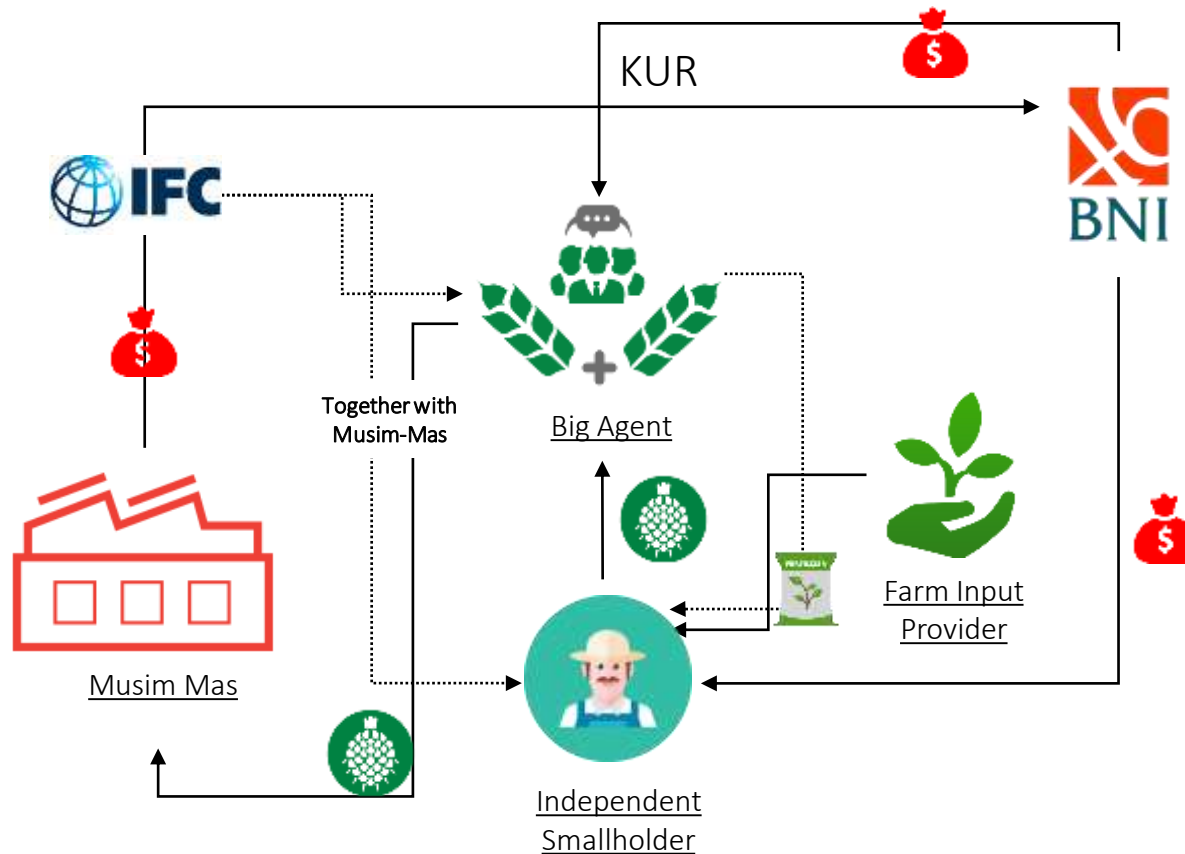 KUR
IFC
BNI
Together with
Musim-Mas
Big Agent
Farm Input
Provider
Musim Mas
Independent
Smallholder